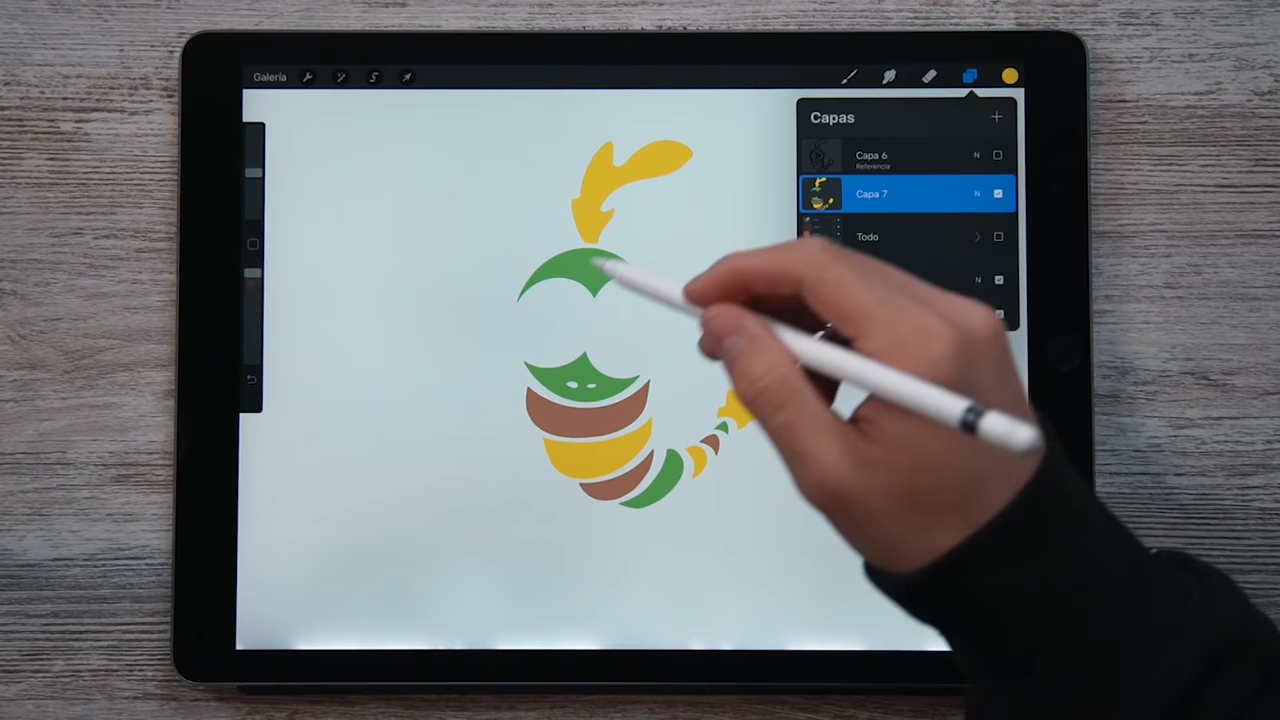 Galería
Capas
Capa 6 N
Referencia
Capa 7 N
Todo
N